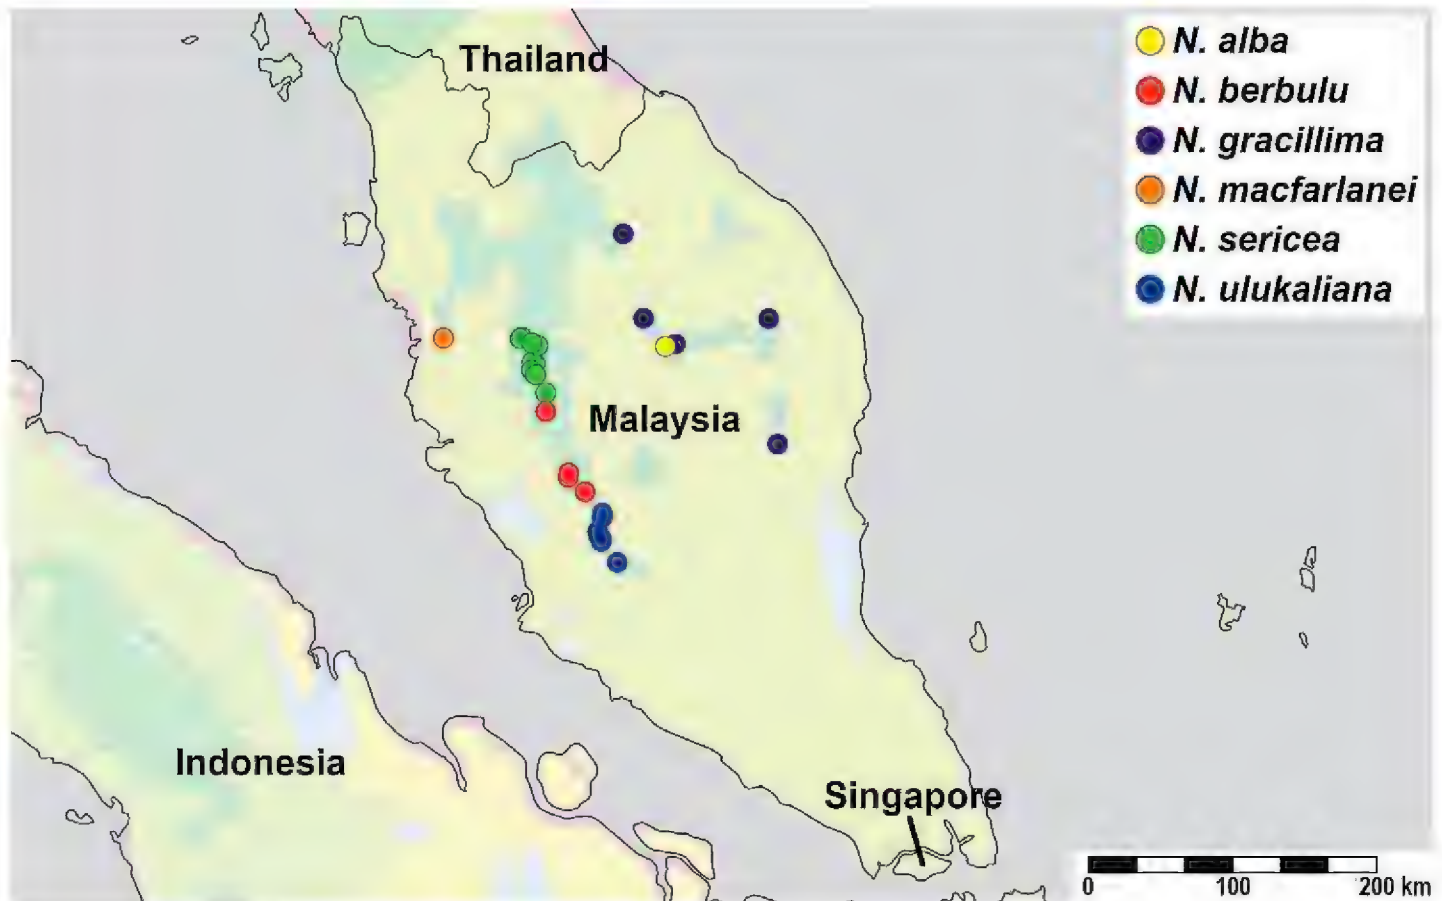 Thailand
N. alba
N. berbulu
N. gracillima
N. macfarlanei
N. sericea
N. ulukaliana
Malaysia
Indonesia
Singapore
0 100 200 km